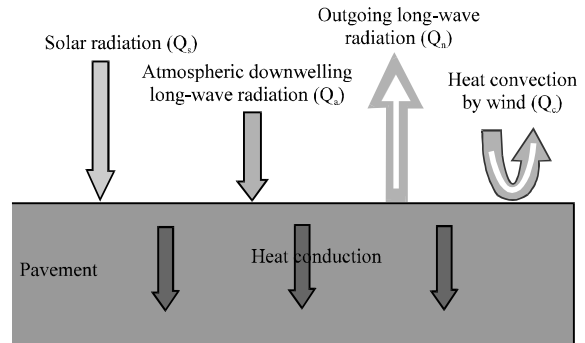 Solar radiation (Qs)
Atmospheric downwelling
long-wave radiation (Qa)
Outgoing long-wave
radiation (Qn)
Heat convection
by wind (Qc)
Pavement
Heat conduction